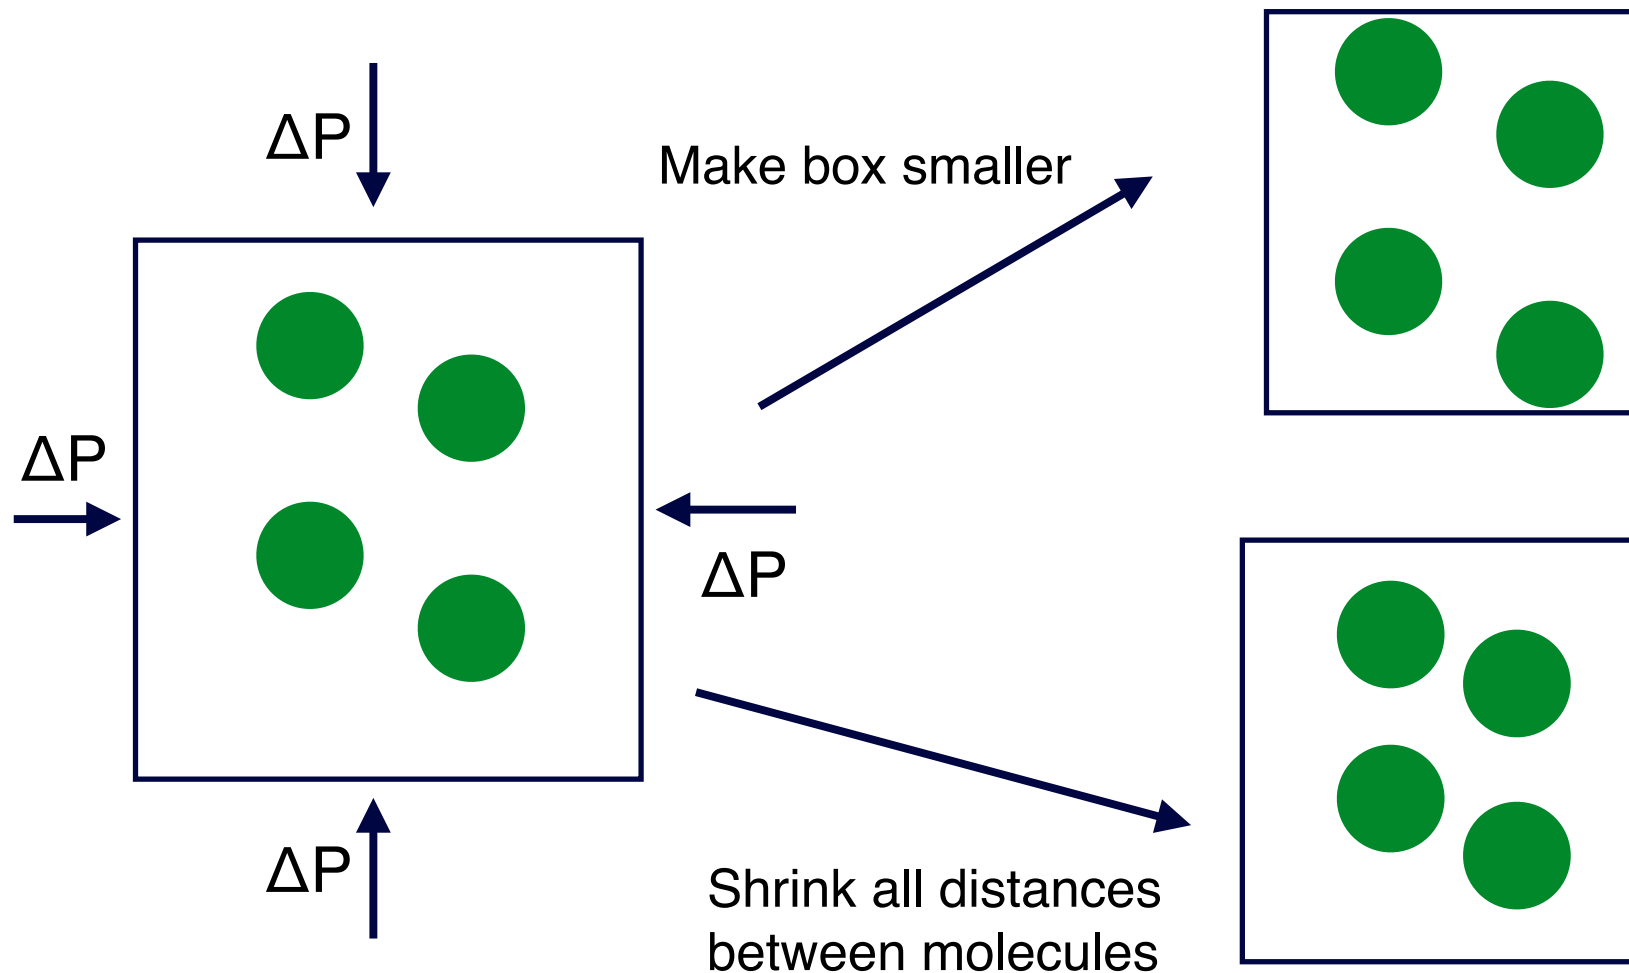 ΔP
Make box smaller
ΔP
ΔP
ΔP
Shrink all distances
between molecules